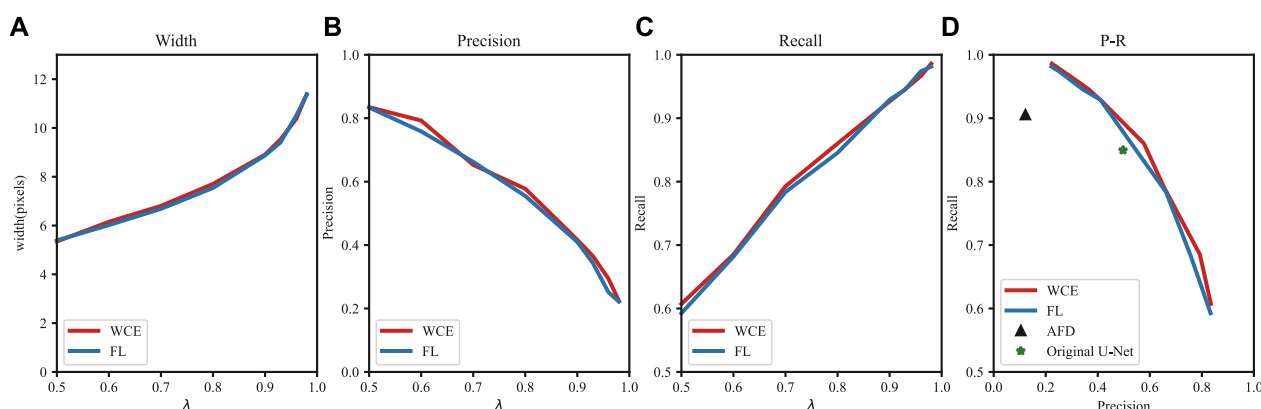 A
Width
width(pixels)
12
10
8
6
4
2
0
WCE
FL
0.5 0.6 0.7 0.8 0.9 1.0
λ
B
Precision
Precision
1.0
0.8
0.6
0.4
0.2
0.0
WCE
FL
0.5 0.6 0.7 0.8 0.9 1.0
λ
C
Recall
Recall
1.0
0.9
0.8
0.7
0.6
0.5
WCE
FL
0.5 0.6 0.7 0.8 0.9 1.0
λ
D
P-R
Recall
1.0
0.9
0.8
0.7
0.6
0.5
WCE
FL
AFD
Original U-Net
0.0 0.2 0.4 0.6 0.8 1.0
Precision